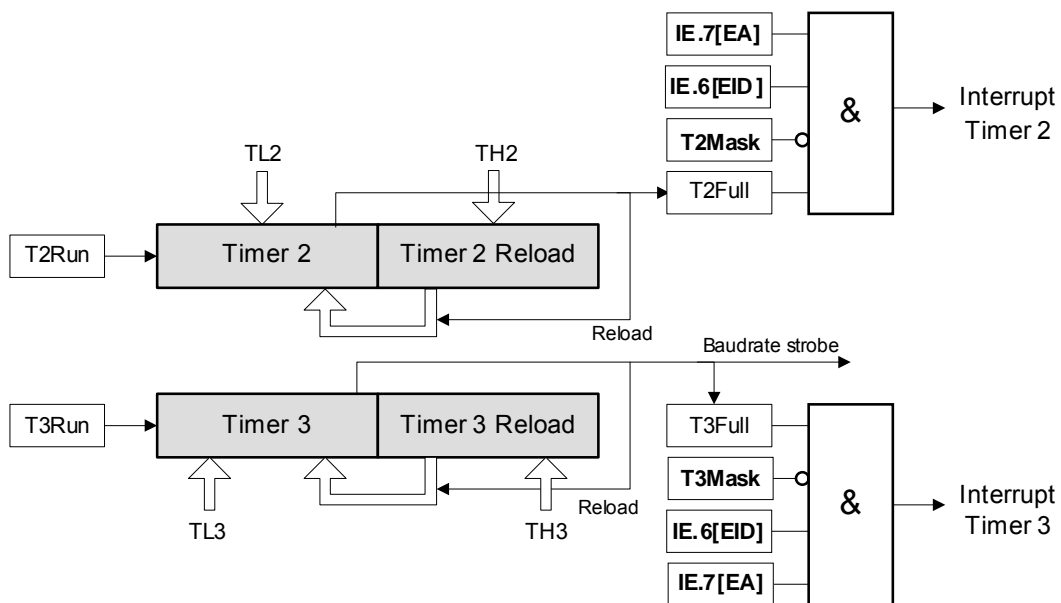 IE.7[EA]
IE.6[EID]
T2Mask
T2Full
&
Interrupt
Timer 2
TL2
TH2
T2Run
Timer 2
Timer 2 Reload
Reload
Baudrate strobe
T3Run
Timer 3
Timer 3 Reload
Reload
TL3
TH3
T3Full
T3Mask
IE.6[EID]
IE.7[EA]
&
Interrupt
Timer 3